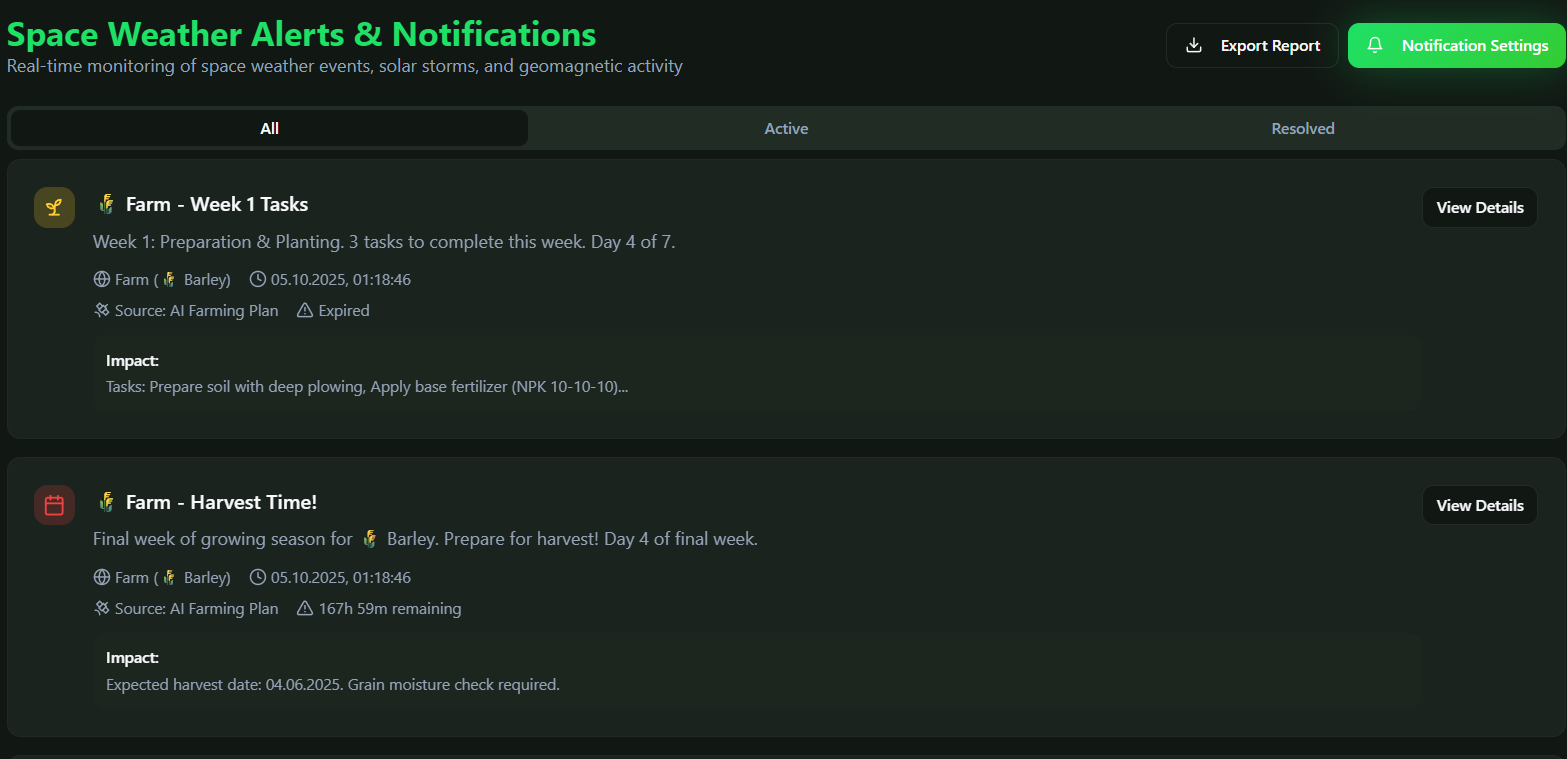 Space Weather Alerts & Notifications
Real-time monitoring of space weather events, solar storms, and geomagnetic activity
Export Report
Notification Settings
All
Active
Resolved
Farm - Week 1 Tasks
View Details
Week 1: Preparation & Planting. 3 tasks to complete this week. Day 4 of 7.
Farm (🌾 Barley)
05.10.2025, 01:18:46
Source: AI Farming Plan
Expired
Impact:
Tasks: Prepare soil with deep plowing, Apply base fertilizer (NPK 10-10-10)...
Farm - Harvest Time!
View Details
Final week of growing season for 🌾 Barley. Prepare for harvest! Day 4 of final week.
Farm (🌾 Barley)
05.10.2025, 01:18:46
Source: AI Farming Plan
167h 59m remaining
Impact:
Expected harvest date: 04.06.2025. Grain moisture check required.